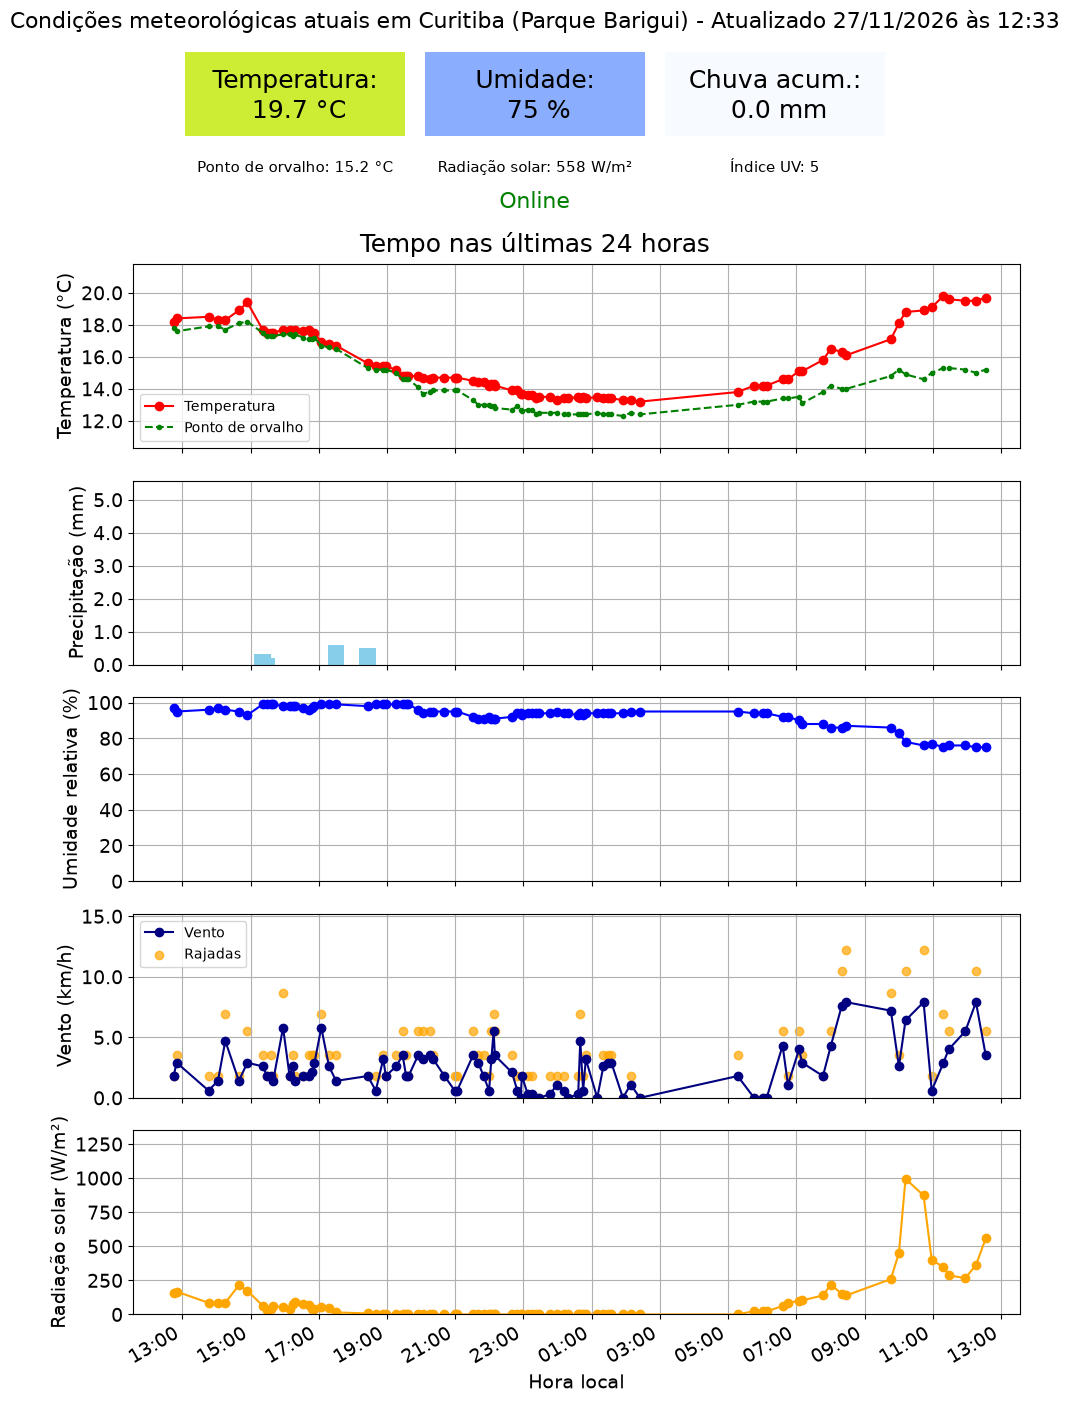 Condições meteorológicas atuais em Curitiba (Parque Barigui) - Atualizado 27/11/2026 às 12:33
Temperatura:
19.7 °C
Umidade:
75 %
Chuva acum.:
0.0 mm
Ponto de orvalho: 15.2 °C
Radiação solar: 558 W/m²
Índice UV: 5
Online
Tempo nas últimas 24 horas
Temperatura (°C)
20.0
18.0
16.0
14.0
12.0
Temperatura
Ponto de orvalho
Precipitação (mm)
5.0
4.0
3.0
2.0
1.0
0.0
Umidade relativa (%)
100
80
60
40
20
0
Vento (km/h)
15.0
10.0
5.0
0.0
Vento
Rajadas
Radiação solar (W/m²)
1250
1000
750
500
250
0
13:00
15:00
17:00
19:00
21:00
23:00
01:00
03:00
05:00
07:00
09:00
11:00
13:00
Hora local